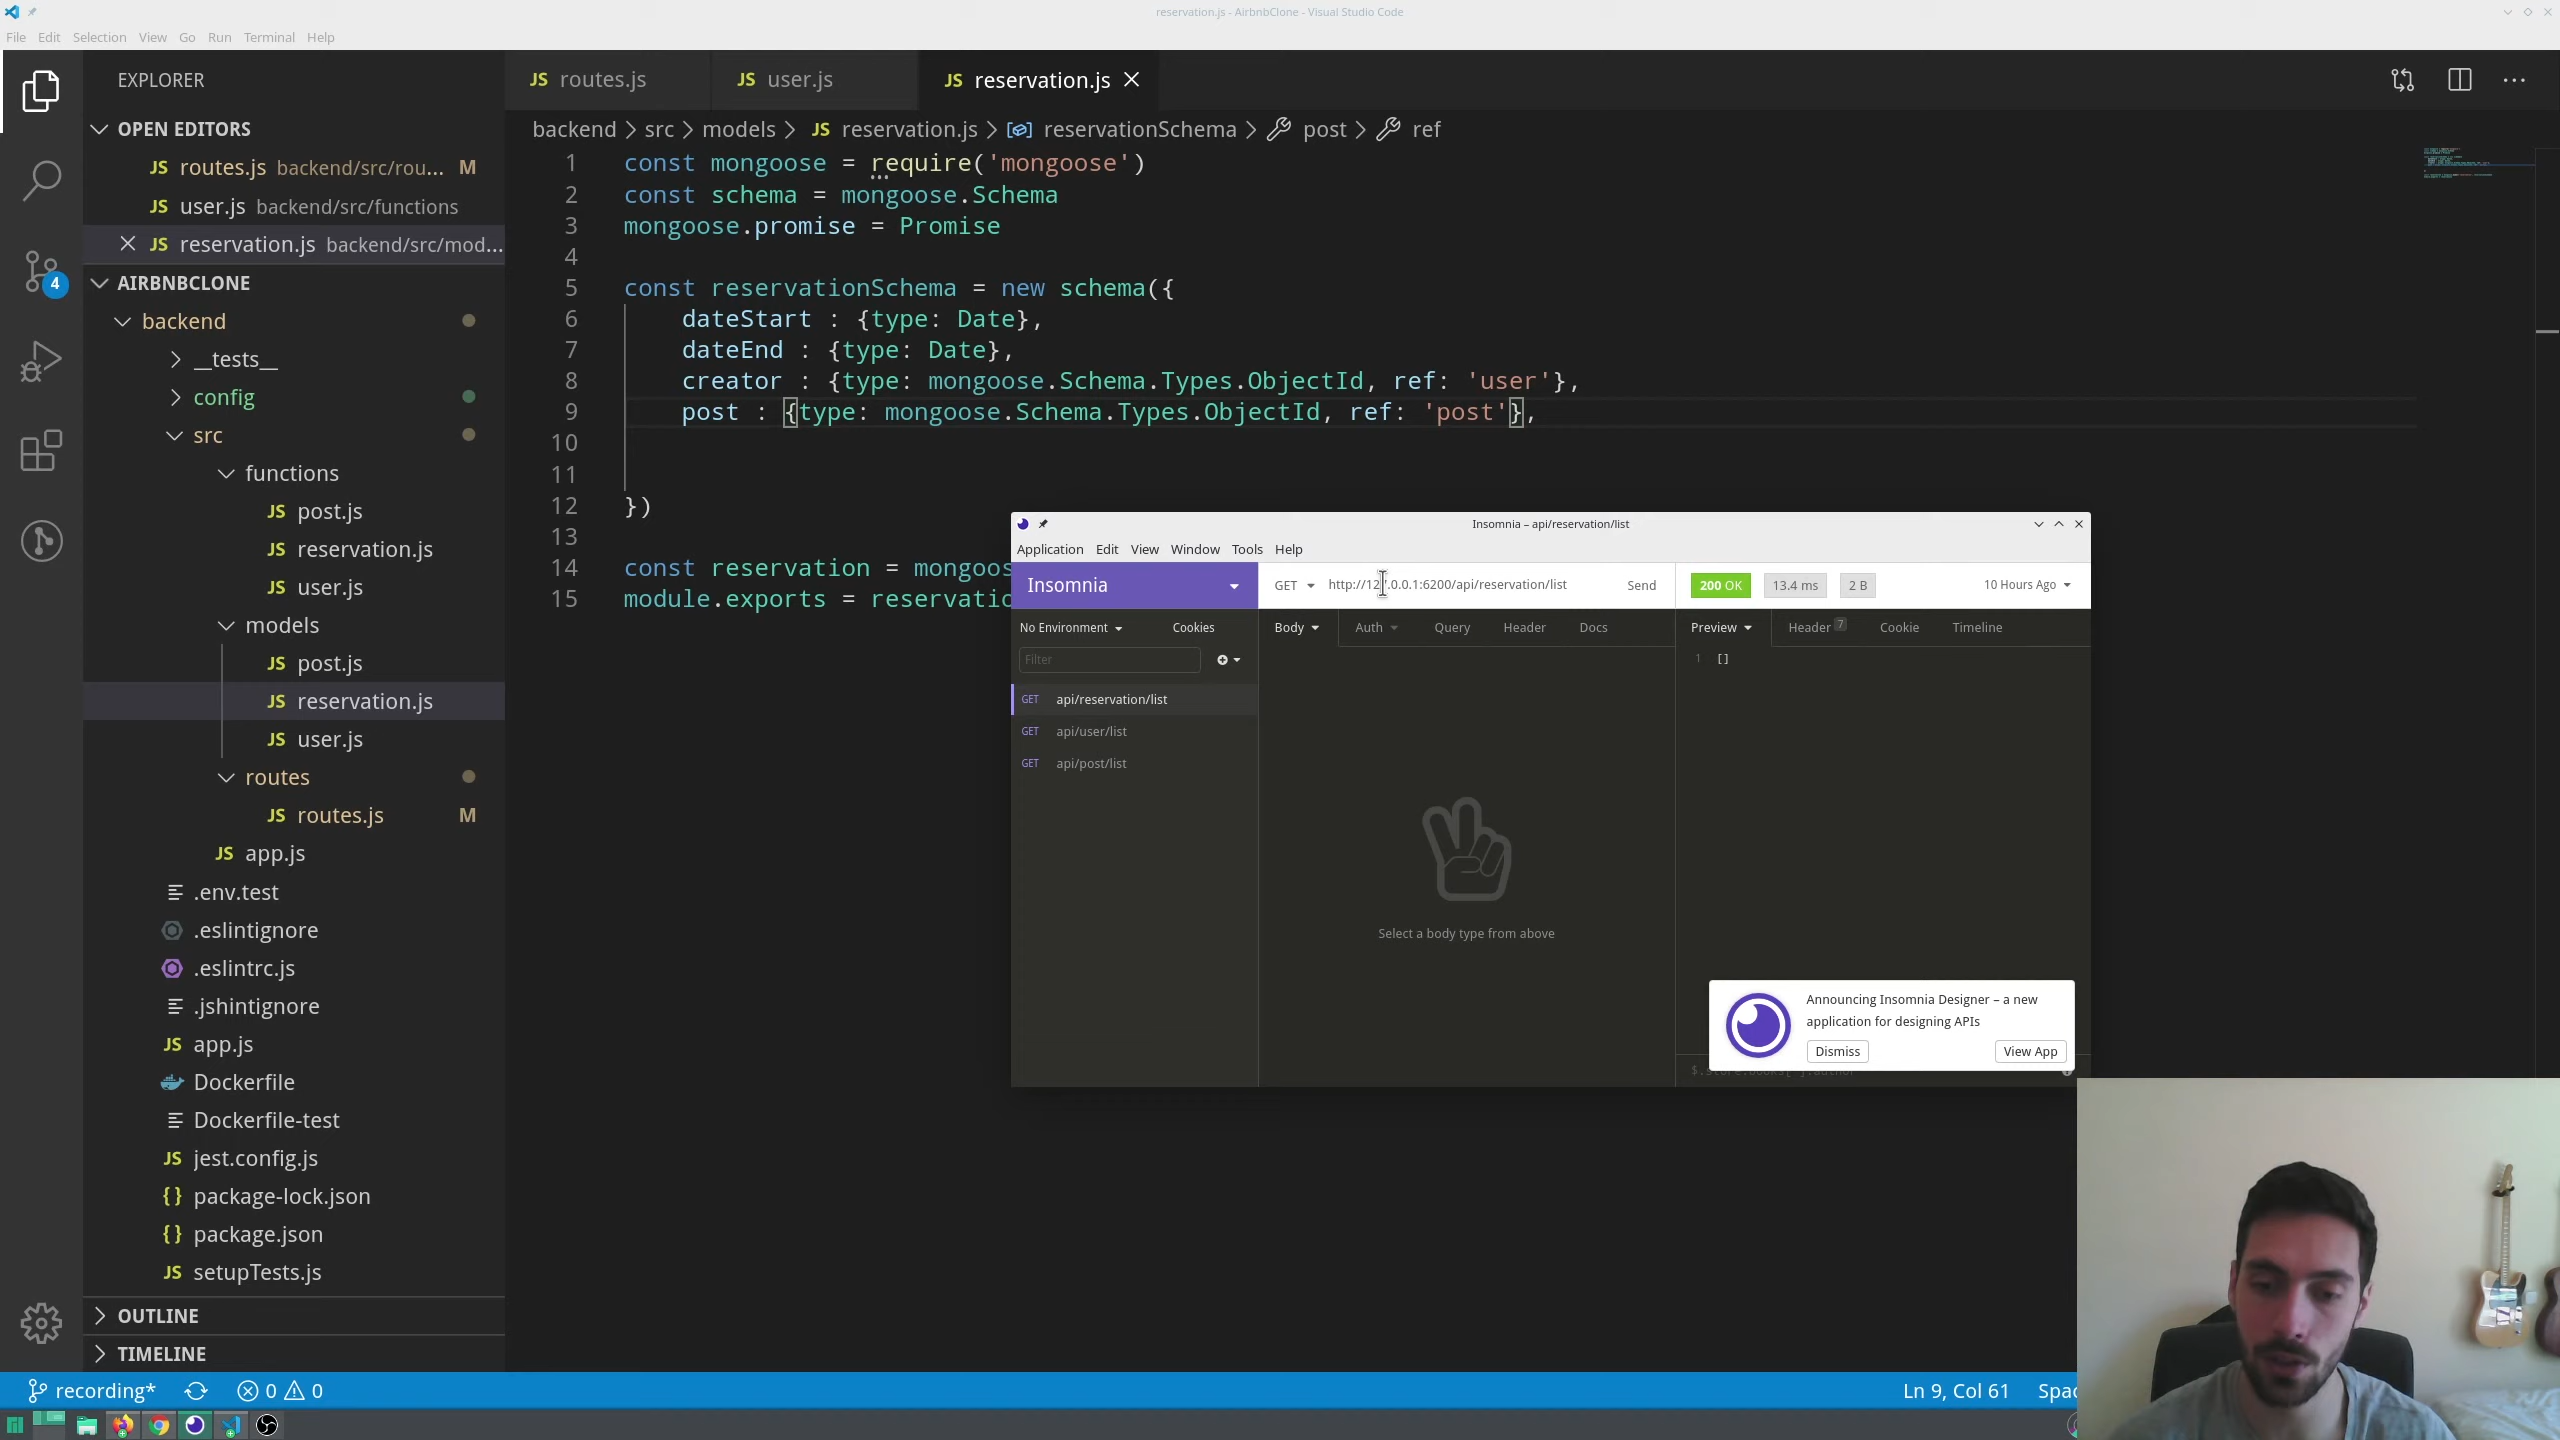 reservation.js - AirbnbClone - Visual Studio Code
File Edit Selection View Go Run Terminal Help
EXPLORER
OPEN EDITORS
JS routes.js backend/src/rou... M
JS user.js backend/src/functions
JS reservation.js backend/src/mod...
AIRBNBCLONE
backend
__tests__
config
src
functions
JS post.js
JS reservation.js
JS user.js
models
JS post.js
JS reservation.js
JS user.js
routes
JS routes.js M
JS app.js
.env.test
.eslintignore
.eslintrc.js
.jshintignore
JS app.js
Dockerfile
Dockerfile-test
JS jest.config.js
{} package-lock.json
{} package.json
JS setupTests.js
OUTLINE
TIMELINE
4
JS routes.js JS user.js JS reservation.js
backend > src > models > JS reservation.js > reservationSchema > post > ref
1 const mongoose = require('mongoose')
2 const schema = mongoose.Schema
3 mongoose.promise = Promise
4
5 const reservationSchema = new schema({
6 dateStart : {type: Date},
7 dateEnd : {type: Date},
8 creator : {type: mongoose.Schema.Types.ObjectId, ref: 'user'},
9 post : {type: mongoose.Schema.Types.ObjectId, ref: 'post'},
10
11
12 })
13
14 const reservation = mongoos
15 module.exports = reservatio
Insomnia – api/reservation/list
Application Edit View Window Tools Help
Insomnia
GET http://127.0.0.1:6200/api/reservation/list Send
200 OK 13.4 ms 2 B 10 Hours Ago
No Environment Cookies
Body Auth Query Header Docs
Preview Header 7 Cookie Timeline
Filter
1 []
GET api/reservation/list
GET api/user/list
GET api/post/list
Select a body type from above
Announcing Insomnia Designer – a new
application for designing APIs
Dismiss View App
recording* 0 0
Ln 9, Col 61 Spac